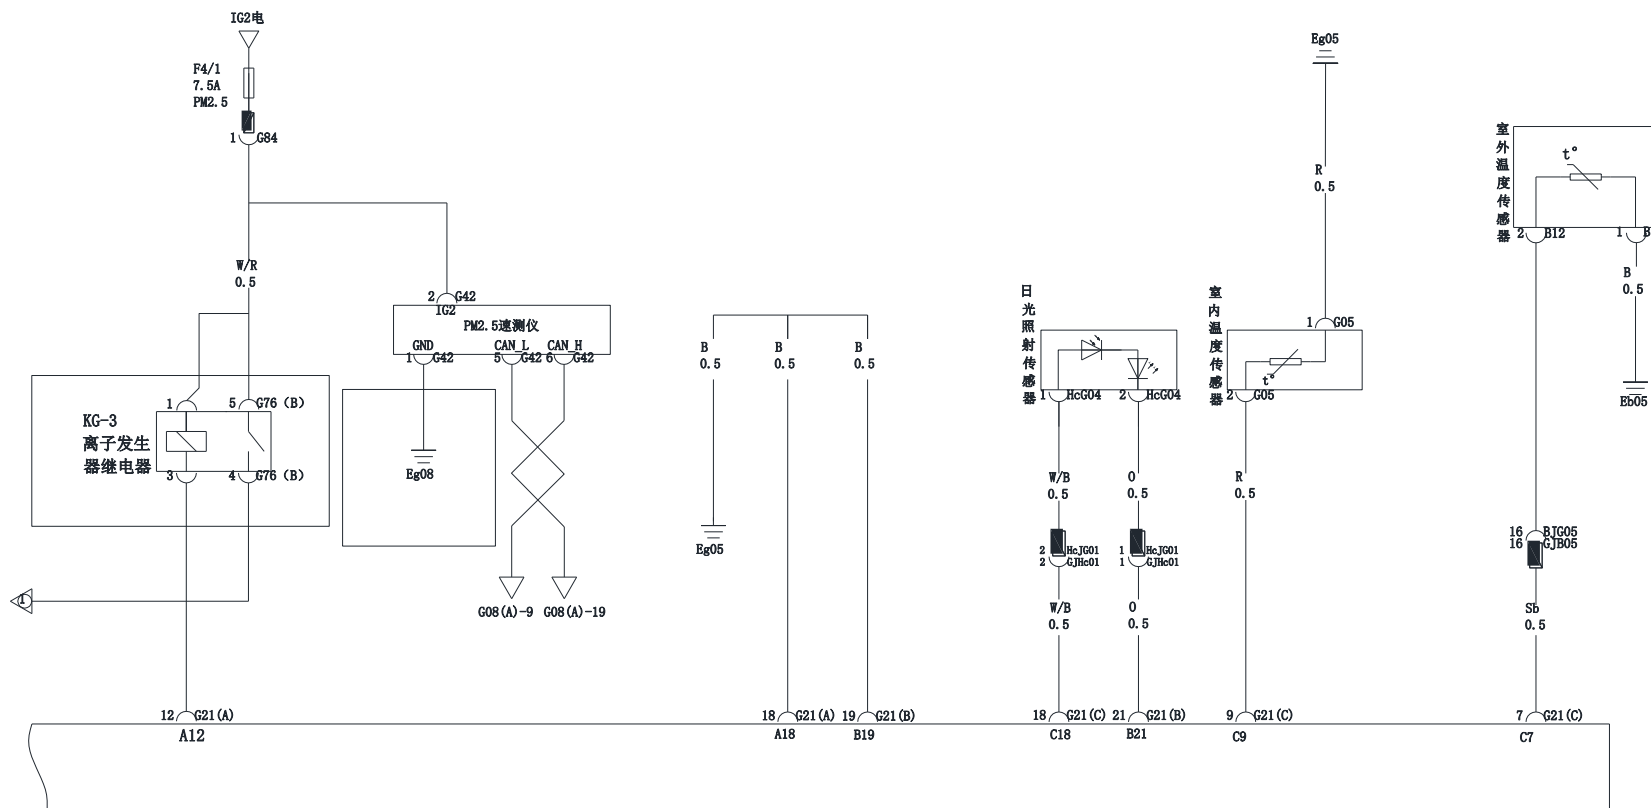 IG2电
F4/1
7.5A
PM2.5
1 G84
W/R
0.5
2 G42
IG2
PM2.5速测仪
GND CAN_L CAN_H
1 G42 5 G42 6 G42
KG-3
离子发生
器继电器
1 5 G76 (B)
3 4 G76 (B)
Eg08
G08(A)-9 G08(A)-19
1
12 G21(A)
A12
B
0.5
B
0.5
B
0.5
Eg05
18 G21(A) 19 G21(B)
A18 B19
日光照射传感器
1 HcG04 2 HcG04
W/B
0.5
O
0.5
2 HcJG01
2 GJHc01
1 HcJG01
1 GJHc01
W/B
0.5
O
0.5
18 G21(C) 21 G21(B)
C18 B21
Eg05
R
0.5
室内温度传感器
1 G05
t°
2 G05
R
0.5
9 G21(C)
C9
室外温度传感器
t°
2 B12
1 B
B
0.5
Eb05
16 BJG05
16 GJB05
Sb
0.5
7 G21(C)
C7